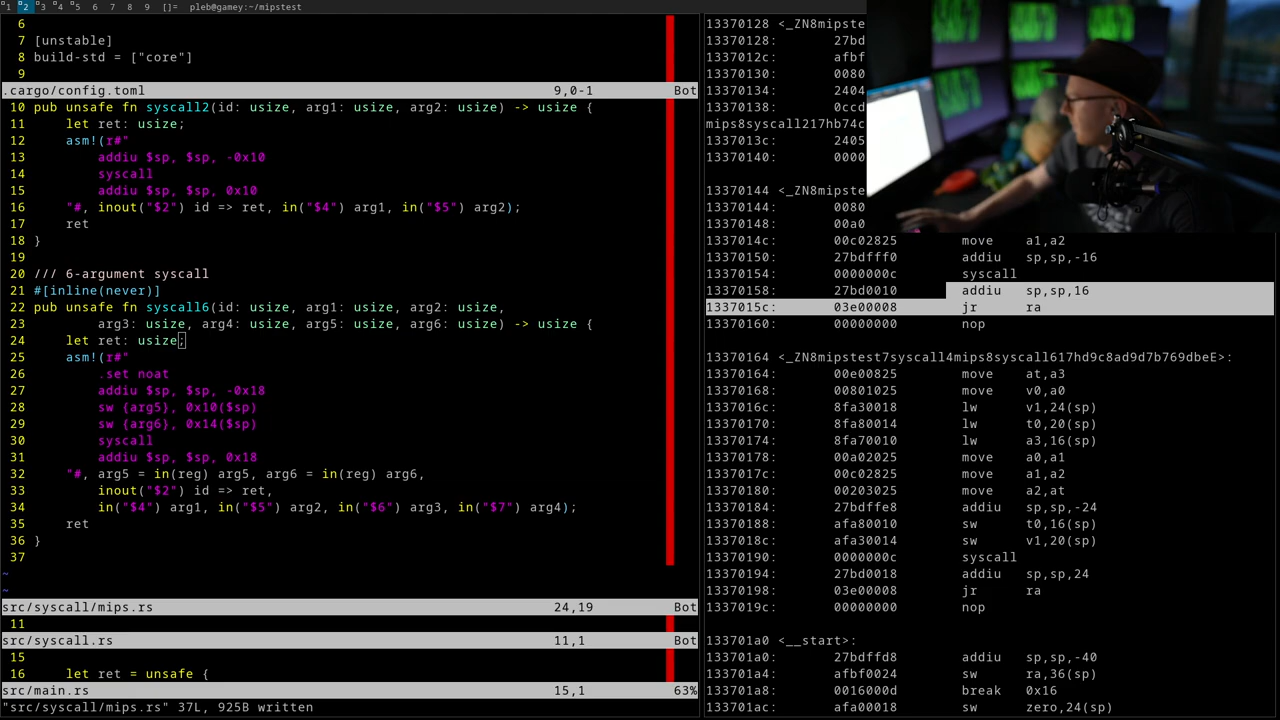 1 2 3 4 5 6 7 8 9 []= pleb@gamey:~/mipstest
6
7 [unstable]
8 build-std = ["core"]
9
.cargo/config.toml 9,0-1 Bot
10 pub unsafe fn syscall2(id: usize, arg1: usize, arg2: usize) -> usize {
11     let ret: usize;
12     asm!(r#"
13         addiu $sp, $sp, -0x10
14         syscall
15         addiu $sp, $sp, 0x10
16     "#, inout("$2") id => ret, in("$4") arg1, in("$5") arg2);
17     ret
18 }
19
20 /// 6-argument syscall
21 #[inline(never)]
22 pub unsafe fn syscall6(id: usize, arg1: usize, arg2: usize,
23         arg3: usize, arg4: usize, arg5: usize, arg6: usize) -> usize {
24     let ret: usize;
25     asm!(r#"
26         .set noat
27         addiu $sp, $sp, -0x18
28         sw {arg5}, 0x10($sp)
29         sw {arg6}, 0x14($sp)
30         syscall
31         addiu $sp, $sp, 0x18
32     "#, arg5 = in(reg) arg5, arg6 = in(reg) arg6,
33         inout("$2") id => ret,
34         in("$4") arg1, in("$5") arg2, in("$6") arg3, in("$7") arg4);
35     ret
36 }
37
~
~
src/syscall/mips.rs 24,19 Bot
11
src/syscall.rs 11,1 Bot
15
16     let ret = unsafe {
src/main.rs 15,1 63%
"src/syscall/mips.rs" 37L, 925B written
13370128 <_ZN8mipste
13370128: 27bd
1337012c: afbf
13370130: 0080
13370134: 2404
13370138: 0ccd
mips8syscall217hb74c
1337013c: 2405
13370140: 0000
13370144 <_ZN8mipste
13370144: 0080
13370148: 00a0
1337014c: 00c02825 move a1,a2
13370150: 27bdfff0 addiu sp,sp,-16
13370154: 0000000c syscall
13370158: 27bd0010 addiu sp,sp,16
1337015c: 03e00008 jr ra
13370160: 00000000 nop
13370164 <_ZN8mipstest7syscall4mips8syscall617hd9c8ad9d7b769dbeE>:
13370164: 00e00825 move at,a3
13370168: 00801025 move v0,a0
1337016c: 8fa30018 lw v1,24(sp)
13370170: 8fa80014 lw t0,20(sp)
13370174: 8fa70010 lw a3,16(sp)
13370178: 00a02025 move a0,a1
1337017c: 00c02825 move a1,a2
13370180: 00203025 move a2,at
13370184: 27bdffe8 addiu sp,sp,-24
13370188: afa80010 sw t0,16(sp)
1337018c: afa30014 sw v1,20(sp)
13370190: 0000000c syscall
13370194: 27bd0018 addiu sp,sp,24
13370198: 03e00008 jr ra
1337019c: 00000000 nop
133701a0 <__start>:
133701a0: 27bdffd8 addiu sp,sp,-40
133701a4: afbf0024 sw ra,36(sp)
133701a8: 0016000d break 0x16
133701ac: afa00018 sw zero,24(sp)